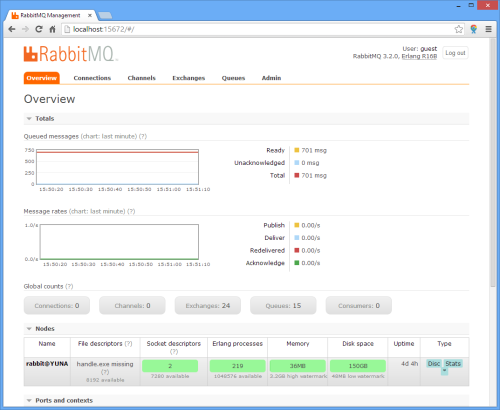 RabbitMQ Management
localhost:15672/#/
RabbitMQ
User: guest
RabbitMQ 3.2.0, Erlang R16B
Log out
Overview Connections Channels Exchanges Queues Admin
Overview
Totals
Queued messages (chart: last minute) (?)
750
500
250
0
15:50:20 15:50:30 15:50:40 15:50:50 15:51:00 15:51:10
Ready 701 msg
Unacknowledged 0 msg
Total 701 msg
Message rates (chart: last minute) (?)
1.0/s
0.0/s
15:50:20 15:50:30 15:50:40 15:50:50 15:51:00 15:51:10
Publish 0.00/s
Deliver 0.00/s
Redelivered 0.00/s
Acknowledge 0.00/s
Global counts (?)
Connections: 0 Channels: 0 Exchanges: 24 Queues: 15 Consumers: 0
Nodes
Name File descriptors (?) Socket descriptors (?) Erlang processes Memory Disk space Uptime Type
rabbit@YUNA handle.exe missing (?) 2 219 36MB 150GB 4d 4h Disc Stats *
8192 available 7280 available 1048576 available high watermark 48MB low watermark
Ports and contexts